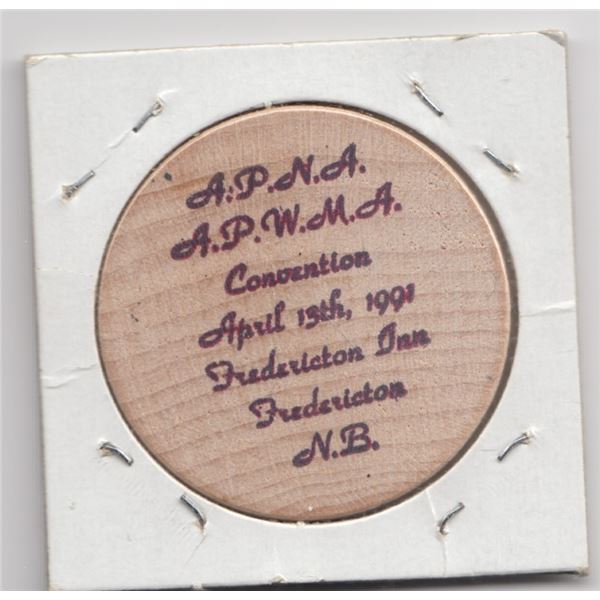 A.P.N.A.
A.P.W.M.A.
Convention
April 13th, 1991
Fredericton Inn
Fredericton
N.B.